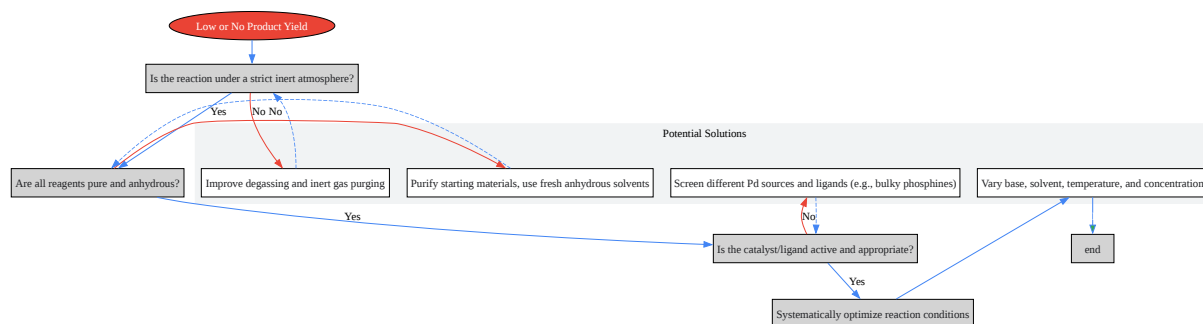 Low or No Product Yield
Is the reaction under a strict inert atmosphere?
Yes
No
No
Potential Solutions
Are all reagents pure and anhydrous?
Improve degassing and inert gas purging
Purify starting materials, use fresh anhydrous solvents
Screen different Pd sources and ligands (e.g., bulky phosphines)
Vary base, solvent, temperature, and concentration
Yes
No
Is the catalyst/ligand active and appropriate?
end
Yes
Systematically optimize reaction conditions